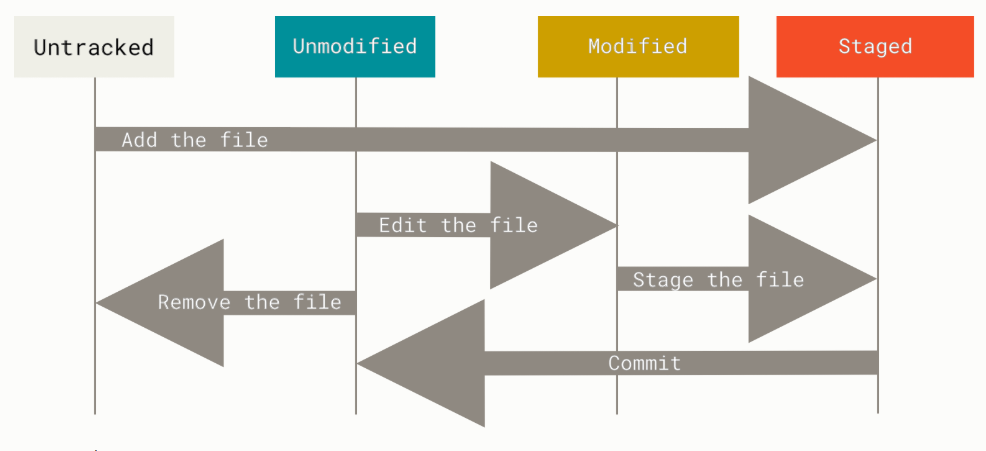 Untracked
Unmodified
Modified
Staged
Add the file
Edit the file
Stage the file
Remove the file
Commit